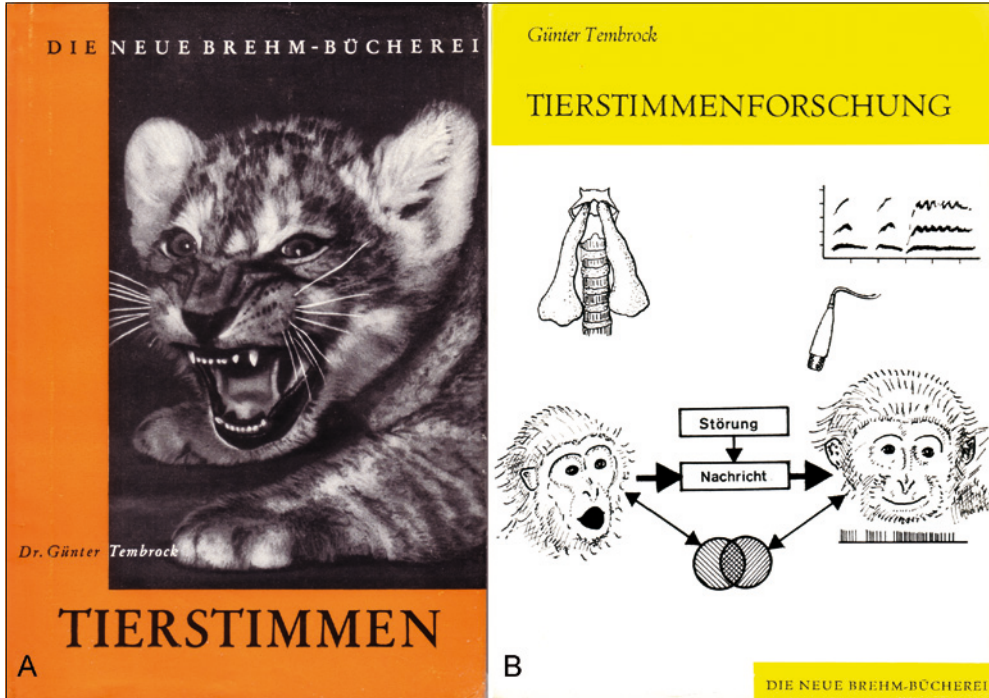 DIE NEUE BREHM-BÜCHEREI
Dr. Günter Tembrock
TIERSTIMMEN
A
Günter Tembrock
TIERSTIMMENFORSCHUNG
Störung
Nachricht
B
DIE NEUE BREHM-BÜCHEREI